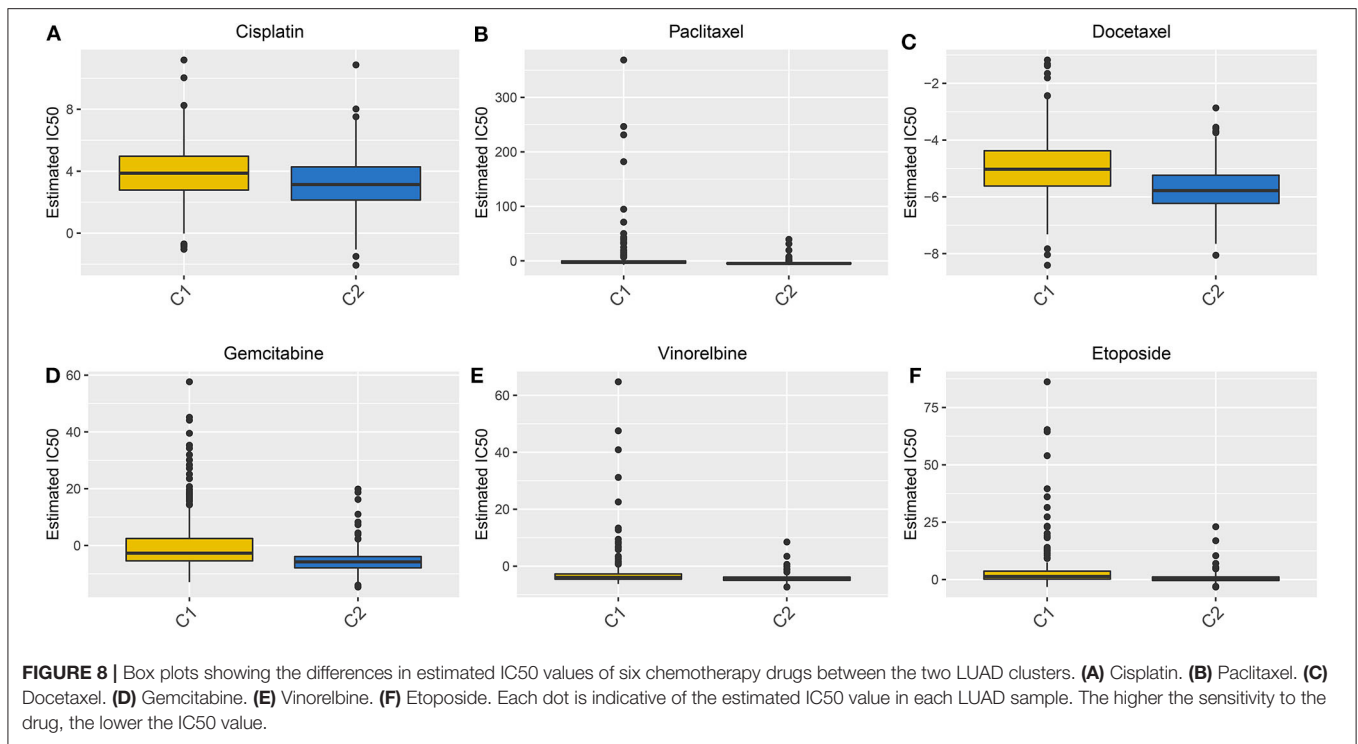 A
Cisplatin
Estimated IC50
8
4
0
C1
C2
B
Paclitaxel
Estimated IC50
300
200
100
0
C1
C2
C
Docetaxel
Estimated IC50
−2
−4
−6
−8
C1
C2
D
Gemcitabine
Estimated IC50
60
40
20
0
C1
C2
E
Vinorelbine
Estimated IC50
60
40
20
0
C1
C2
F
Etoposide
Estimated IC50
75
50
25
0
C1
C2
FIGURE 8 | Box plots showing the differences in estimated IC50 values of six chemotherapy drugs between the two LUAD clusters. (A) Cisplatin. (B) Paclitaxel. (C)
Docetaxel. (D) Gemcitabine. (E) Vinorelbine. (F) Etoposide. Each dot is indicative of the estimated IC50 value in each LUAD sample. The higher the sensitivity to the
drug, the lower the IC50 value.